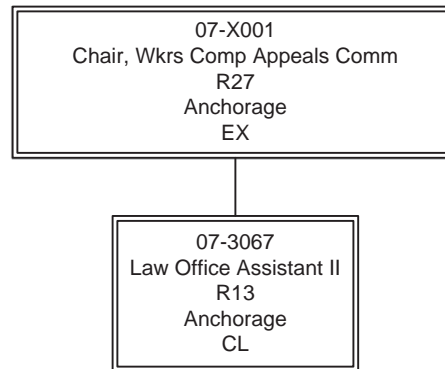 07-X001
Chair, Wkrs Comp Appeals Comm
R27
Anchorage
EX
07-3067
Law Office Assistant II
R13
Anchorage
CL